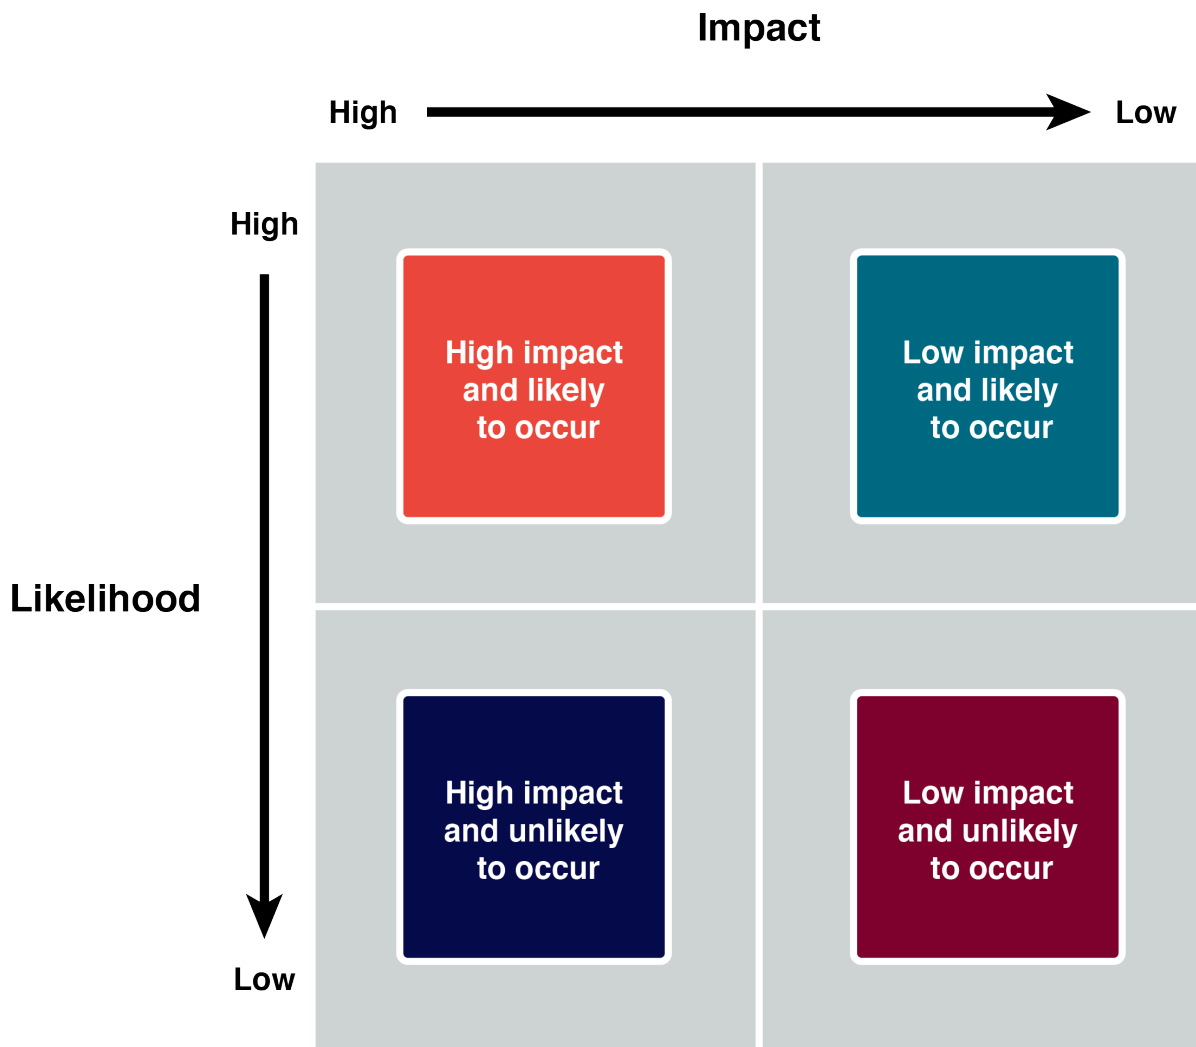 Impact
High
Low
High
High impact
and likely
to occur
Low impact
and likely
to occur
Likelihood
High impact
and unlikely
to occur
Low impact
and unlikely
to occur
Low